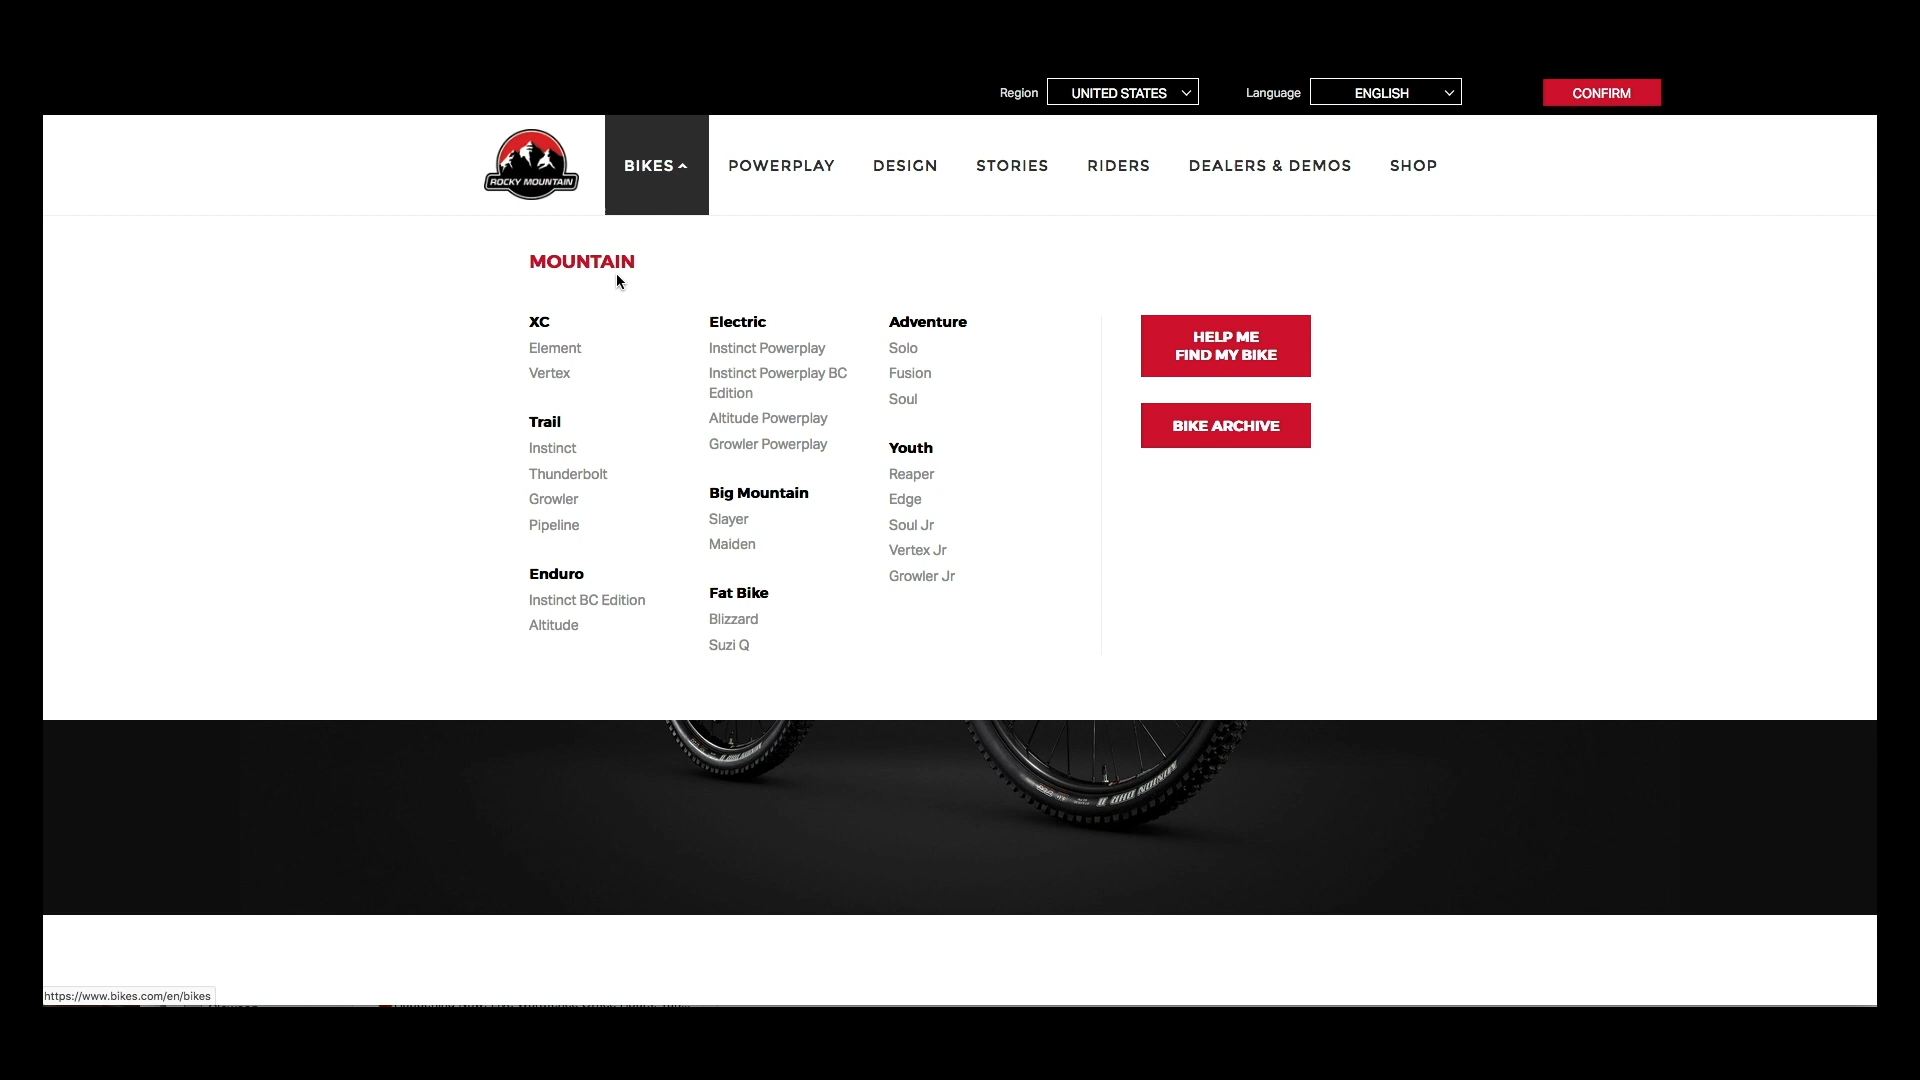 Region
UNITED STATES
Language
ENGLISH
CONFIRM
ROCKY MOUNTAIN
BIKES
POWERPLAY
DESIGN
STORIES
RIDERS
DEALERS & DEMOS
SHOP
MOUNTAIN
XC
Element
Vertex
Trail
Instinct
Thunderbolt
Growler
Pipeline
Enduro
Instinct BC Edition
Altitude
Electric
Instinct Powerplay
Instinct Powerplay BC
Edition
Altitude Powerplay
Growler Powerplay
Big Mountain
Slayer
Maiden
Fat Bike
Blizzard
Suzi Q
Adventure
Solo
Fusion
Soul
Youth
Reaper
Edge
Soul Jr
Vertex Jr
Growler Jr
HELP ME
FIND MY BIKE
BIKE ARCHIVE
MINION DHR II
https://www.bikes.com/en/bikes